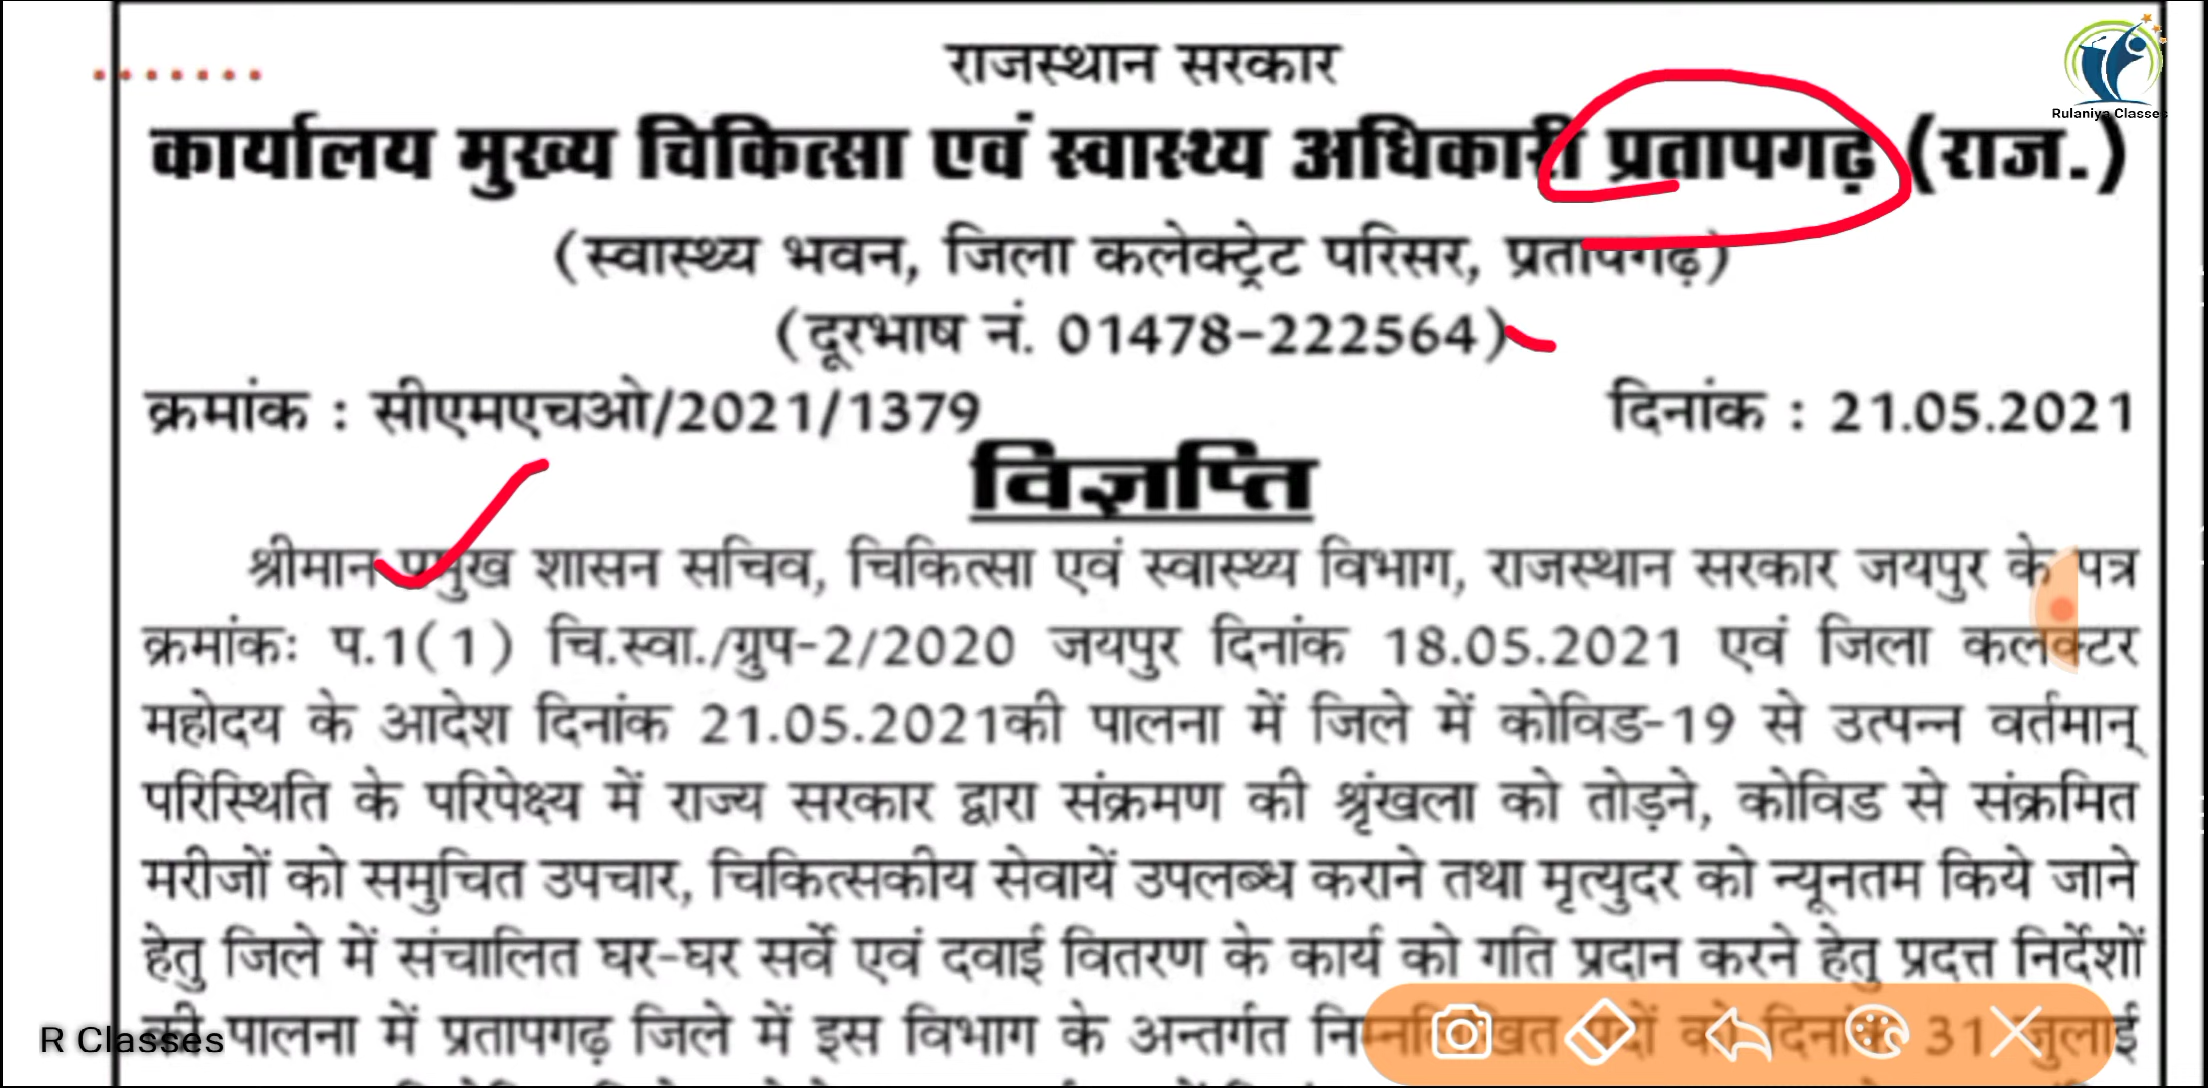 राजस्थान सरकार
Rulaniya Classes
कार्यालय मुख्य चिकित्सा एवं स्वास्थ्य अधिकारी प्रतापगढ़ (राज.)
(स्वास्थ्य भवन, जिला कलेक्ट्रेट परिसर, प्रतापगढ़)
(दूरभाष नं. 01478-222564)
क्रमांक : सीएमएचओ/2021/1379 दिनांक : 21.05.2021
विज्ञप्ति
श्रीमान प्रमुख शासन सचिव, चिकित्सा एवं स्वास्थ्य विभाग, राजस्थान सरकार जयपुर के पत्र
क्रमांकः प.1(1) चि.स्वा./ग्रुप-2/2020 जयपुर दिनांक 18.05.2021 एवं जिला कलक्टर
महोदय के आदेश दिनांक 21.05.2021की पालना में जिले में कोविड-19 से उत्पन्न वर्तमान्
परिस्थिति के परिपेक्ष्य में राज्य सरकार द्वारा संक्रमण की श्रृंखला को तोड़ने, कोविड से संक्रमित
मरीजों को समुचित उपचार, चिकित्सकीय सेवायें उपलब्ध कराने तथा मृत्युदर को न्यूनतम किये जाने
हेतु जिले में संचालित घर-घर सर्वे एवं दवाई वितरण के कार्य को गति प्रदान करने हेतु प्रदत्त निर्देशों
की पालना में प्रतापगढ़ जिले में इस विभाग के अन्तर्गत निम्नलिखित पदों को दिनांक 31 जुलाई
R Classes